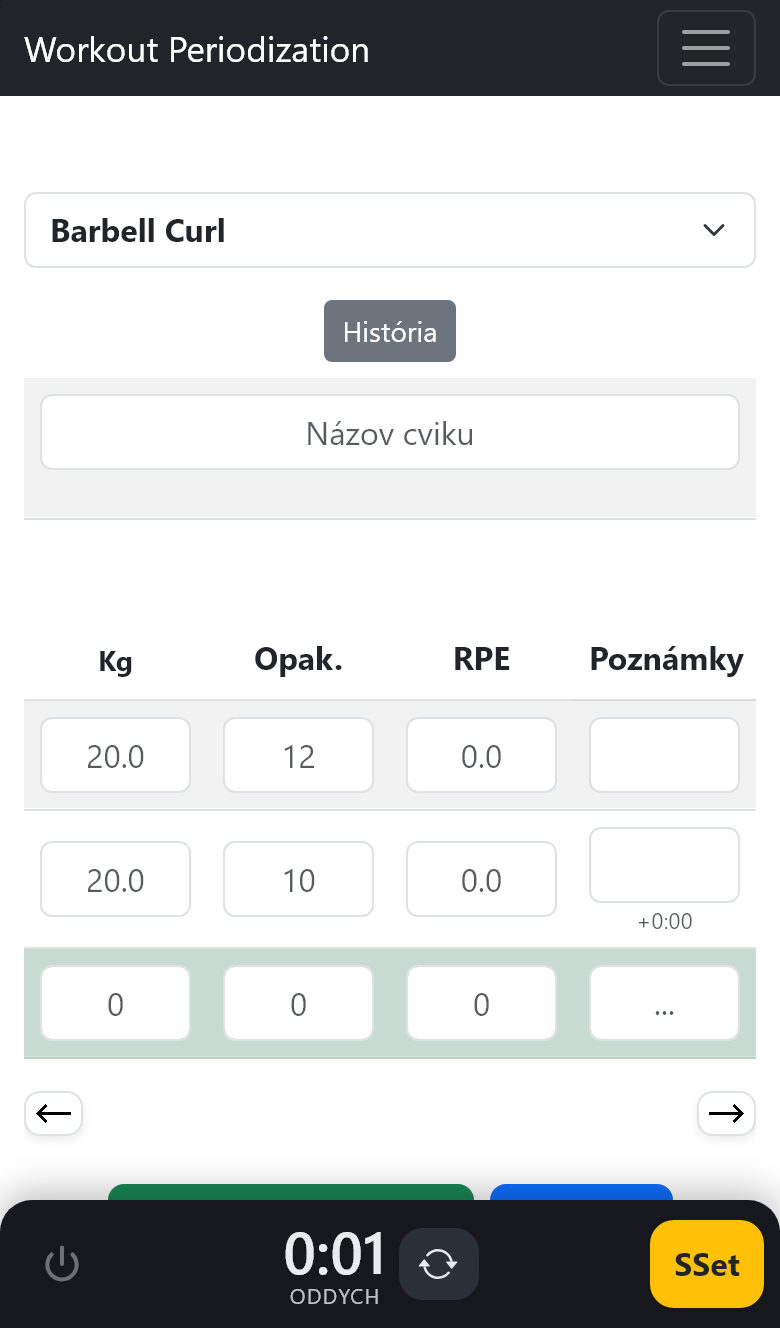 Workout Periodization
Barbell Curl
História
Názov cviku
Kg Opak. RPE Poznámky
20.0 12 0.0
20.0 10 0.0
+0:00
0 0 0 ...
0:01
ODDYCH
SSet